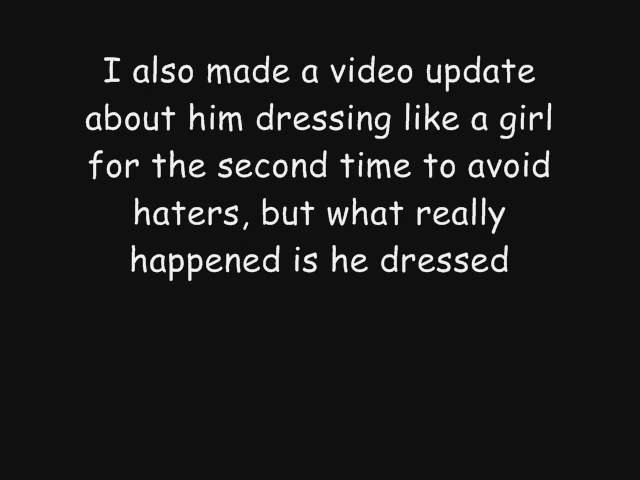 I also made a video update
about him dressing like a girl
for the second time to avoid
haters, but what really
happened is he dressed